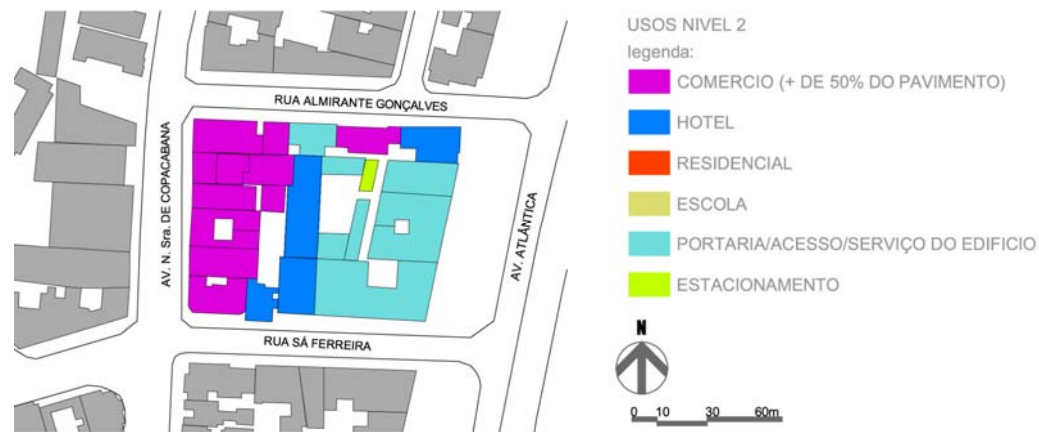 RUA ALMIRANTE GONÇALVES
AV. N. Sra. DE COPACABANA
AV. ATLÂNTICA
RUA SÁ FERREIRA
USOS NIVEL 2
legenda:
COMERCIO (+ DE 50% DO PAVIMENTO)
HOTEL
RESIDENCIAL
ESCOLA
PORTARIA/ACESSO/SERVIÇO DO EDIFICIO
ESTACIONAMENTO
N
0 10 30 60m